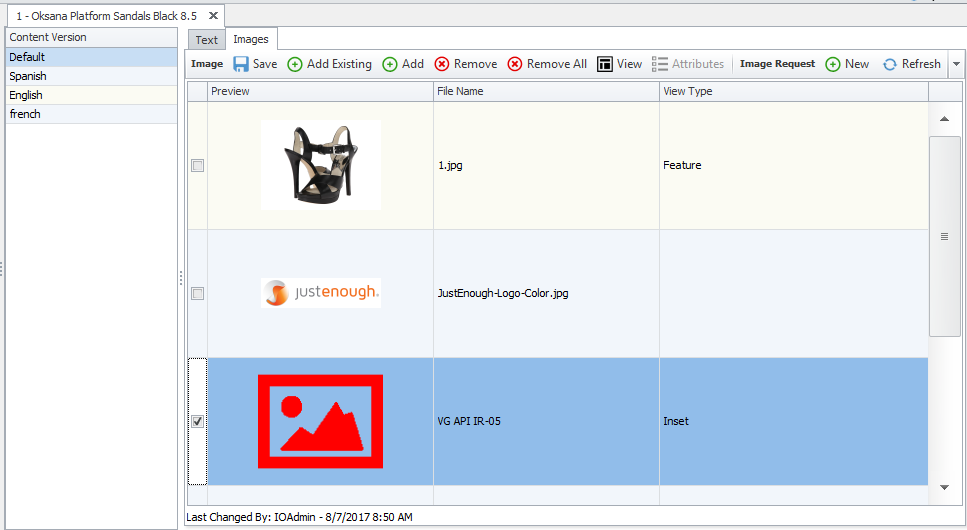 1 - Oksana Platform Sandals Black 8.5
Content Version
Default
Spanish
English
french
Text Images
Image Save Add Existing Add Remove Remove All View Attributes Image Request New Refresh
Preview File Name View Type
1.jpg Feature
justenough. JustEnough-Logo-Color.jpg
VG API IR-05 Inset
Last Changed By: IOAdmin - 8/7/2017 8:50 AM